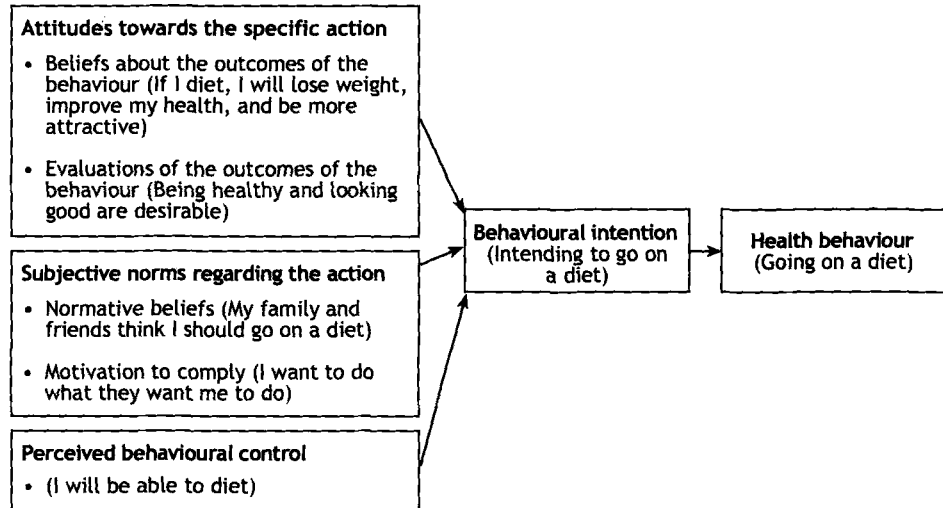 Attitudes towards the specific action
• Beliefs about the outcomes of the
behaviour (If I diet, I will lose weight,
improve my health, and be more
attractive)
• Evaluations of the outcomes of the
behaviour (Being healthy and looking
good are desirable)
Subjective norms regarding the action
• Normative beliefs (My family and
friends think I should go on a diet)
• Motivation to comply (I want to do
what they want me to do)
Perceived behavioural control
• (I will be able to diet)
Behavioural intention
(Intending to go on
a diet)
Health behaviour
(Going on a diet)